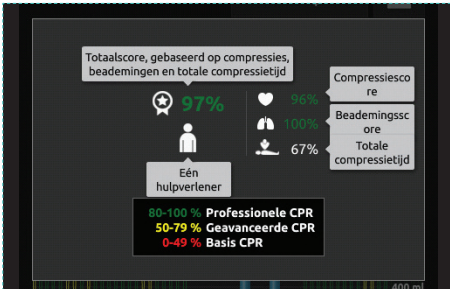 Totaalscore, gebaseerd op compressies,
beademingen en totale compressietijd
97%
Eén
hulpverlener
96%
Compressiesco
re
100%
Beademingssc
ore
67%
Totale
compressietijd
80-100 % Professionele CPR
50-79 % Geavanceerde CPR
0-49 % Basis CPR
400 ml